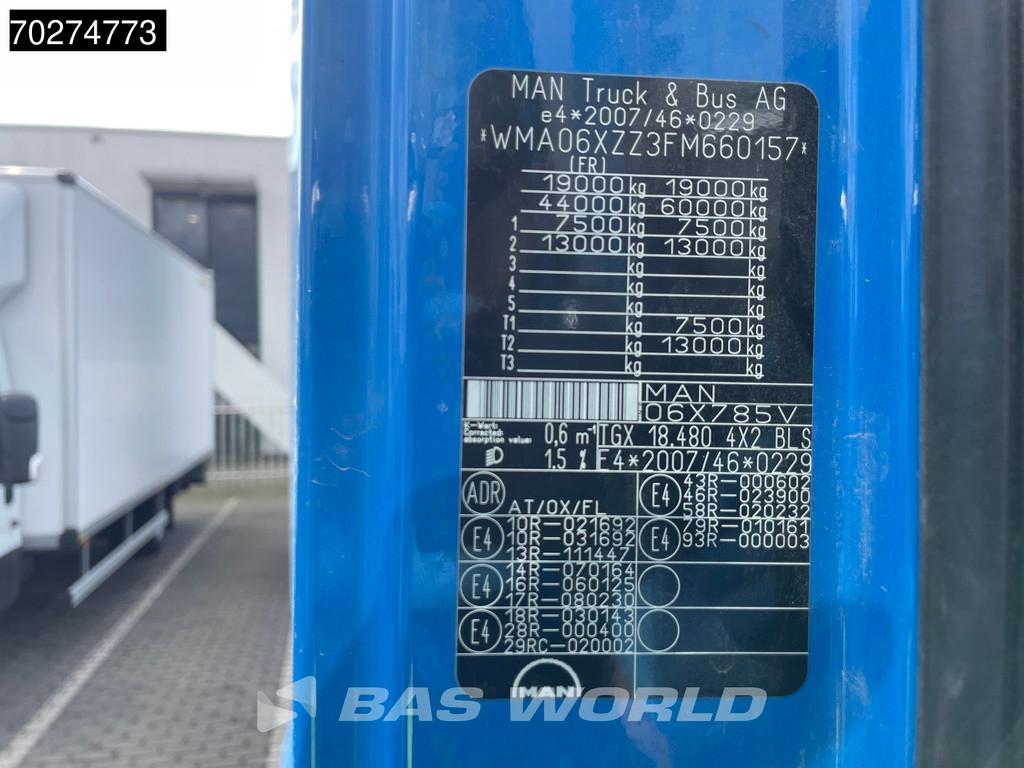 70274773
MAN Truck & Bus AG
e4*2007/46*0229
*WMA06XZZ3FM660157*
(FR)
19000 kg 19000 kg
44000 kg 60000 kg
1 7500 kg 7500 kg
2 13000 kg 13000 kg
3 kg kg
4 kg kg
5 kg kg
T1 kg 7500 kg
T2 kg 13000 kg
T3 kg kg
MAN
06X785V
K-Wert:
Corrected
absorption value: 0,6 m-1 TGX 18.480 4X2 BLS
1.5 % E4*2007/46*0229
ADR AT/OX/FL
E4 43R-000602
46R-023900
58R-020232
E4 10R-021692
10R-031692
13R-111447
E4 79R-010161
93R-000003
E4 14R-070164
16R-060125
17R-080230
E4 18R-030143
28R-000400
29RC-020002
MAN
BAS WORLD